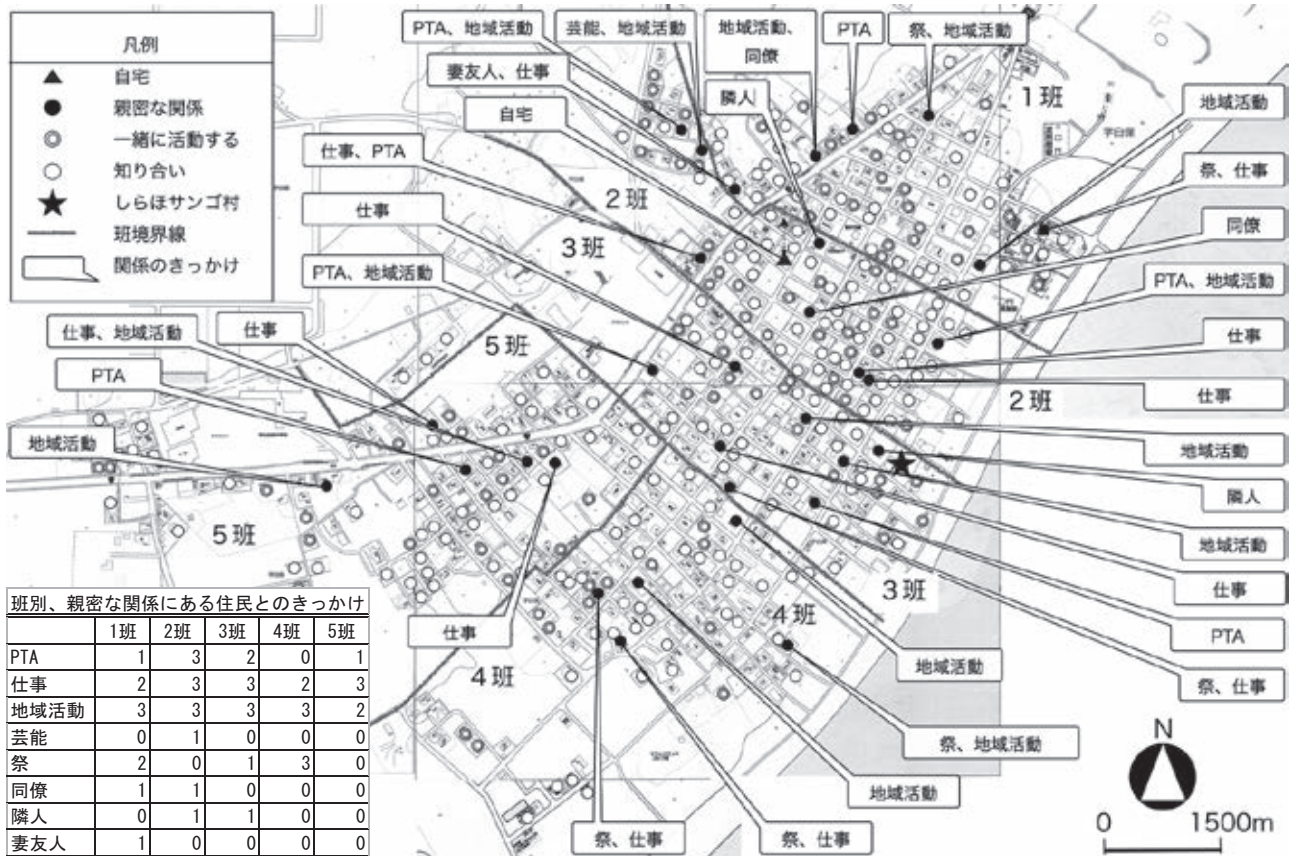 凡例
自宅
親密な関係
一緒に活動する
知り合い
しらほサンゴ村
班境界線
関係のきっかけ
PTA、地域活動
芸能、地域活動
地域活動、
同僚
PTA
祭、地域活動
妻友人、仕事
隣人
自宅
1班
字白保
地域活動
仕事、PTA
祭、仕事
2班
仕事
同僚
3班
PTA、地域活動
PTA、地域活動
仕事、地域活動
仕事
5班
仕事
PTA
仕事
2班
地域活動
地域活動
隣人
5班
地域活動
仕事
3班
4班
PTA
仕事
地域活動
祭、仕事
4班
祭、地域活動
地域活動
祭、仕事
祭、仕事
N
0 1500m
班別、親密な関係にある住民とのきっかけ
1班 2班 3班 4班 5班
PTA 1 3 2 0 1
仕事 2 3 3 2 3
地域活動 3 3 3 3 2
芸能 0 1 0 0 0
祭 2 0 1 3 0
同僚 1 1 0 0 0
隣人 0 1 1 0 0
妻友人 1 0 0 0 0